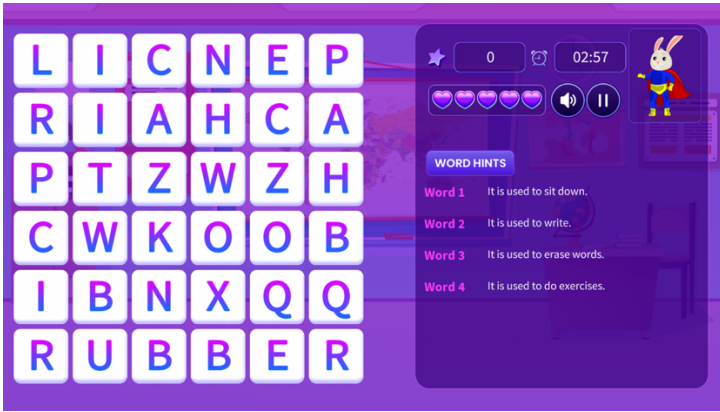 L I C N E P
R I A H C A
P T Z W Z H
C W K O O B
I B N X Q Q
R U B B E R
0
02:57
WORD HINTS
Word 1 It is used to sit down.
Word 2 It is used to write.
Word 3 It is used to erase words.
Word 4 It is used to do exercises.